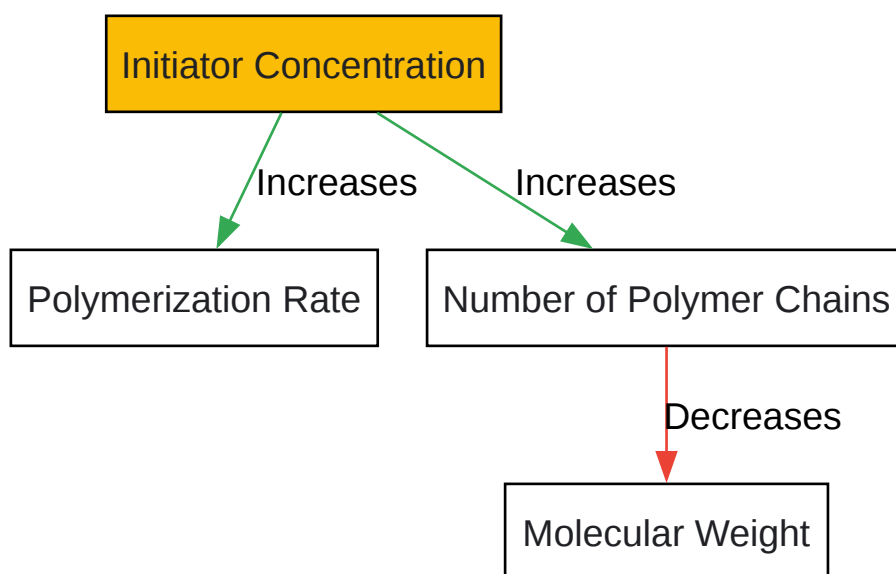 Initiator Concentration
Increases
Increases
Polymerization Rate
Number of Polymer Chains
Decreases
Molecular Weight